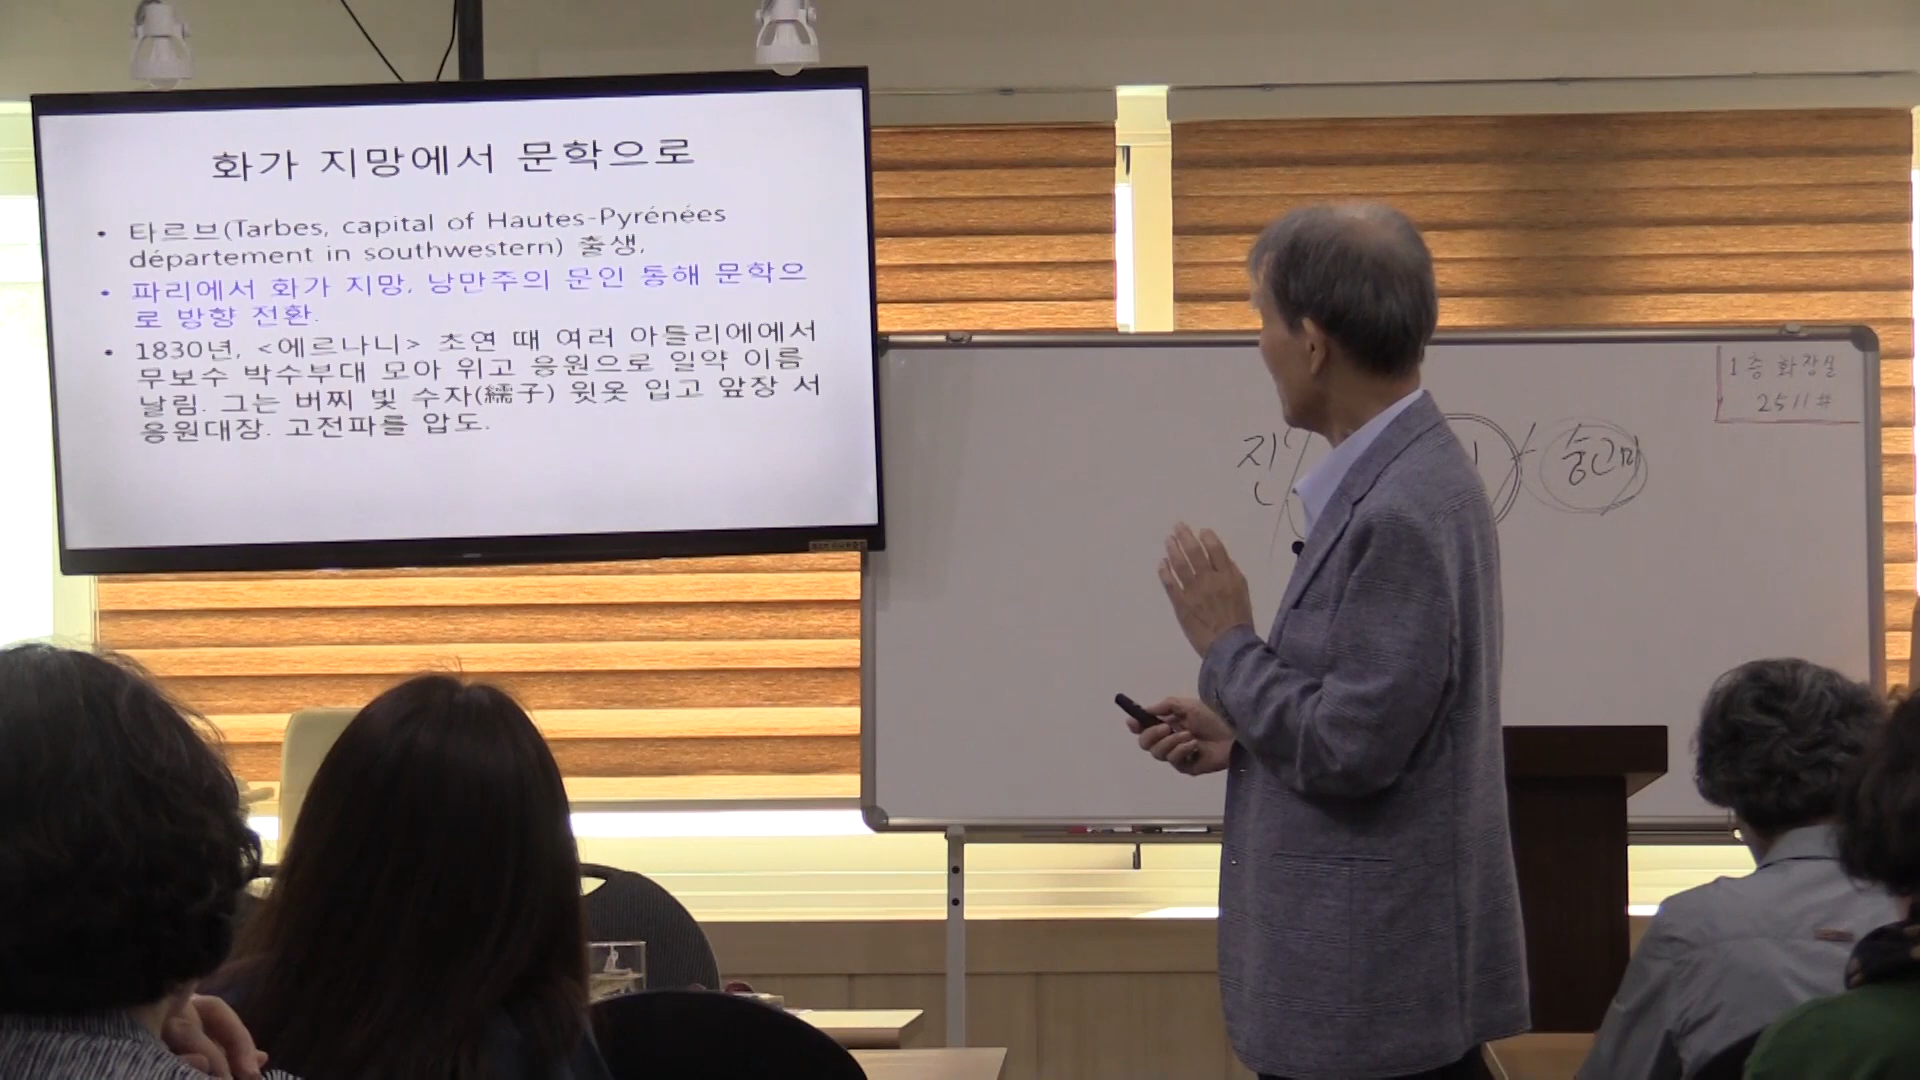 화가 지망에서 문학으로
• 타르브(Tarbes, capital of Hautes-Pyrénées
département in southwestern) 출생,
• 파리에서 화가 지망, 낭만주의 문인 통해 문학으
로 방향 전환.
• 1830년, <에르나니> 초연 때 여러 아틀리에에서
무보수 박수부대 모아 위고 응원으로 일약 이름
날림. 그는 버찌 빛 수자(繻子) 윗옷 입고 앞장 서
응원대장. 고전파를 압도.
1층 화장실
2511#
진
숭고미